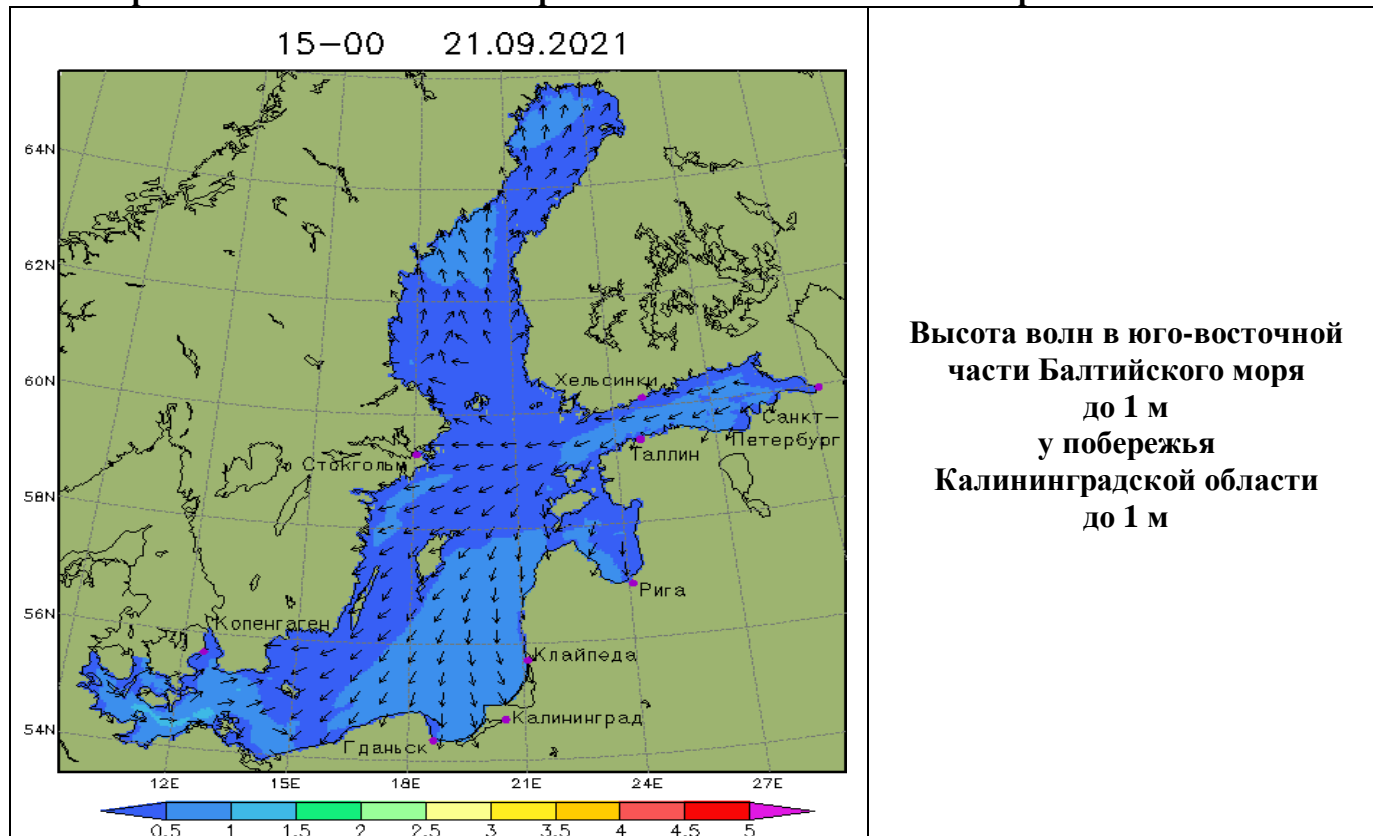 15-00 21.09.2021
64N
62N
60N
58N
56N
54N
Хельсинки
Санкт-
Петербург
Таллин
Стокгольм
Рига
Копенгаген
Клайпеда
Калининград
Гданьск
12E 15E 18E 21E 24E 27E
0.5 1 1.5 2 2.5 3 3.5 4 4.5 5
Высота волн в юго-восточной
части Балтийского моря
до 1 м
у побережья
Калининградской области
до 1 м